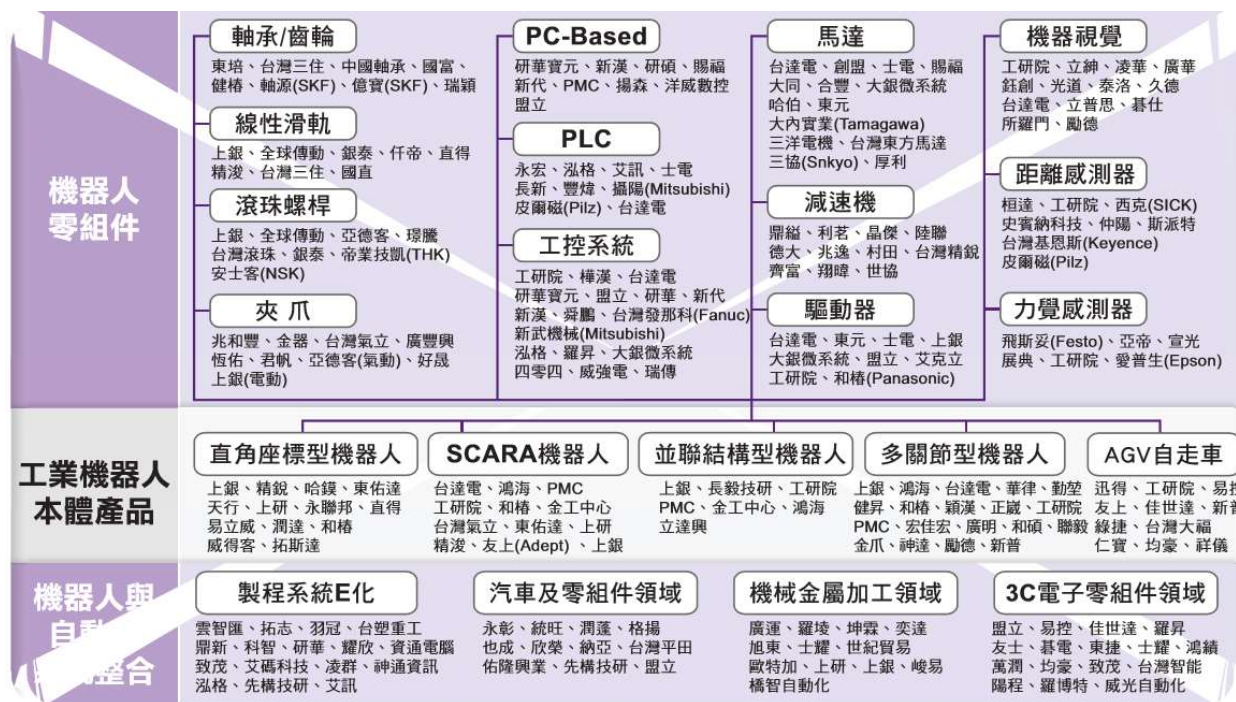 機器人
零組件
軸承/齒輪
東培、台灣三住、中國軸承、國富、
健椿、軸源(SKF)、億寶(SKF)、瑞穎
線性滑軌
上銀、全球傳動、銀泰、仟帝、直得
精浚、台灣三住、國直
滾珠螺桿
上銀、全球傳動、亞德客、璟騰
台灣滾珠、銀泰、帝業技凱(THK)
安士客(NSK)
夾 爪
兆和豐、金器、台灣氣立、廣豐興
恆佑、君帆、亞德客(氣動)、好晟
上銀(電動)
PC-Based
研華寶元、新漢、研碩、賜福
新代、PMC、揚森、洋威數控
盟立
PLC
永宏、泓格、艾訊、士電
長新、豐煒、攝陽(Mitsubishi)
皮爾磁(Pilz)、台達電
工控系統
工研院、樺漢、台達電
研華寶元、盟立、研華、新代
新漢、舜鵬、台灣發那科(Fanuc)
新武機械(Mitsubishi)
泓格、羅昇、大銀微系統
四零四、威強電、瑞傳
馬達
台達電、創盟、士電、賜福
大同、合豐、大銀微系統
哈伯、東元
大內實業(Tamagawa)
三洋電機、台灣東方馬達
三協(Snkyo)、厚利
減速機
鼎縊、利茗、晶傑、陸聯
德大、兆逸、村田、台灣精銳
齊富、翔暐、世協
驅動器
台達電、東元、士電、上銀
大銀微系統、盟立、艾克立
工研院、和椿(Panasonic)
機器視覺
工研院、立紳、凌華、廣華
鈺創、光道、泰洛、久德
台達電、立普思、碁仕
所羅門、勵德
距離感測器
桓達、工研院、西克(SICK)
史賓納科技、仲陽、斯派特
台灣基恩斯(Keyence)
皮爾磁(Pilz)
力覺感測器
飛斯妥(Festo)、亞帝、宣光
展典、工研院、愛普生(Epson)
工業機器人
本體產品
直角座標型機器人
上銀、精銳、哈鏌、東佑達
天行、上研、永聯邦、直得
易立威、潤達、和椿
威得客、拓斯達
SCARA機器人
台達電、鴻海、PMC
工研院、和椿、金工中心
台灣氣立、東佑達、上研
精浚、友上(Adept)、上銀
並聯結構型機器人
上銀、長毅技研、工研院
PMC、金工中心、鴻海
立達興
多關節型機器人
上銀、鴻海、台達電、華律、勤堃
健昇、和椿、穎漢、正崴、工研院
PMC、宏佳宏、廣明、和碩、聯毅
金爪、神達、勵德、新普
AGV自走車
迅得、工研院、易控
友上、佳世達、新普
綠捷、台灣大福
仁寶、均豪、祥儀
機器人與
自動
整合
製程系統E化
雲智匯、拓志、羽冠、台塑重工
鼎新、科智、研華、耀欣、資通電腦
致茂、艾碼科技、凌群、神通資訊
泓格、先構技研、艾訊
汽車及零組件領域
永彰、統旺、潤蓬、格揚
也成、欣榮、納亞、台灣平田
佑隆興業、先構技研、盟立
機械金屬加工領域
廣運、羅堎、坤霖、奕達
旭東、士耀、世紀貿易
歐特加、上研、上銀、峻易
橋智自動化
3C電子零組件領域
盟立、易控、佳世達、羅昇
友士、碁電、東捷、士耀、鴻績
萬潤、均豪、致茂、台灣智能
陽程、羅博特、威光自動化